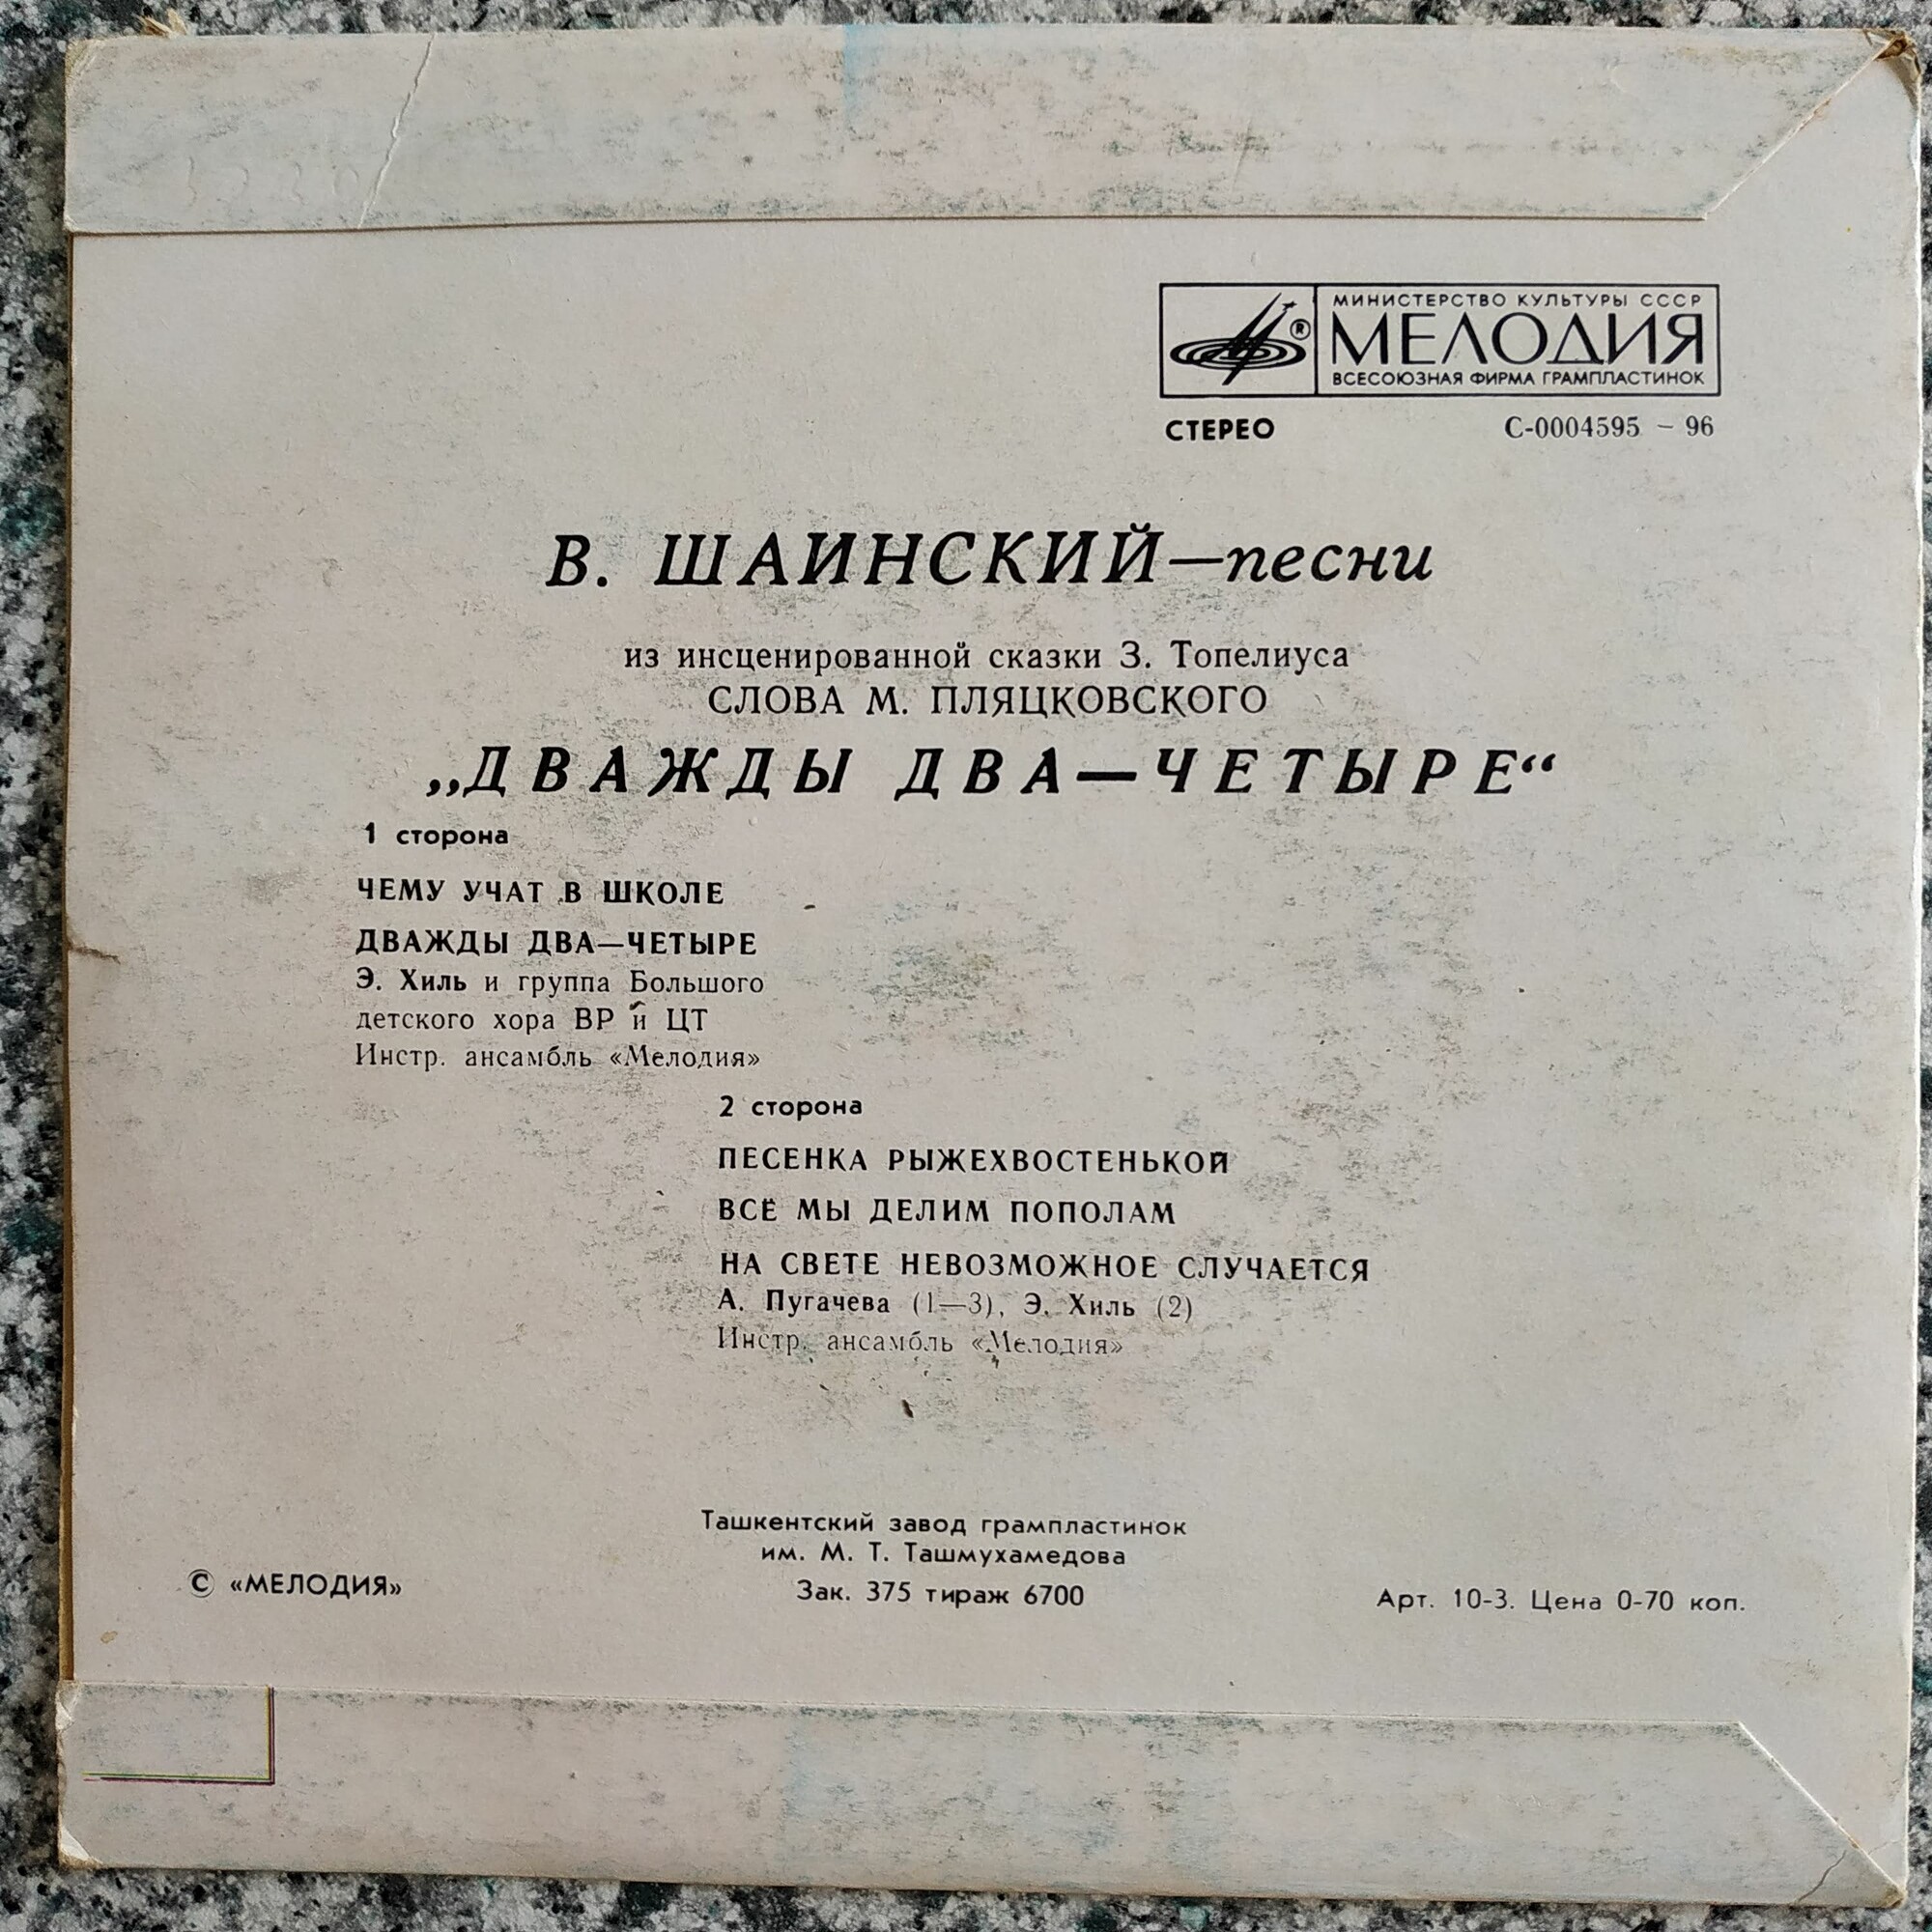 МИНИСТЕРСТВО КУЛЬТУРЫ СССР
МЕЛОДИЯ
ВСЕСОЮЗНАЯ ФИРМА ГРАМПЛАСТИНОК
®
СТЕРЕО С-0004595 – 96
В. ШАИНСКИЙ—песни
из инсценированной сказки З. Топелиуса
СЛОВА М. ПЛЯЦКОВСКОГО
„ДВАЖДЫ ДВА—ЧЕТЫРЕ“
1 сторона
ЧЕМУ УЧАТ В ШКОЛЕ
ДВАЖДЫ ДВА—ЧЕТЫРЕ
Э. Хиль и группа Большого
детского хора ВР и ЦТ
Инстр. ансамбль «Мелодия»
2 сторона
ПЕСЕНКА РЫЖЕХВОСТЕНЬКОЙ
ВСЁ МЫ ДЕЛИМ ПОПОЛАМ
НА СВЕТЕ НЕВОЗМОЖНОЕ СЛУЧАЕТСЯ
А. Пугачева (1—3), Э. Хиль (2)
Инстр. ансамбль «Мелодия»
Ташкентский завод грампластинок
им. М. Т. Ташмухамедова
Зак. 375 тираж 6700
© «МЕЛОДИЯ»
Арт. 10-3. Цена 0-70 коп.